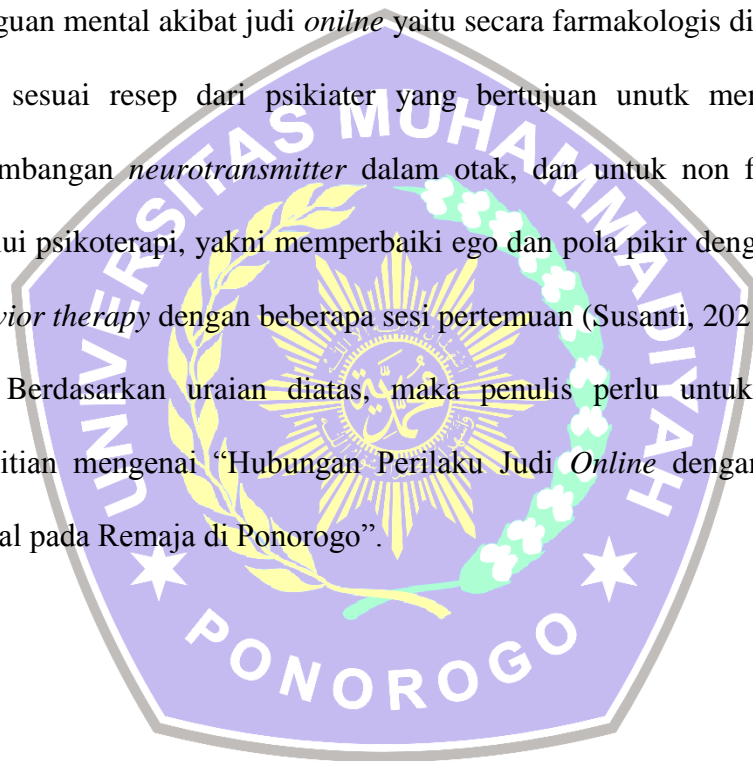 guan mental akibat judi onilne yaitu secara farmakologis di
sesuai resep dari psikiater yang bertujuan unutk mer
mbangan neurotransmitter dalam otak, dan untuk non f
lui psikoterapi, yakni memperbaiki ego dan pola pikir deng
vior therapy dengan beberapa sesi pertemuan (Susanti, 202
Berdasarkan uraian diatas, maka penulis perlu untuk
itian mengenai “Hubungan Perilaku Judi Online dengan
al pada Remaja di Ponorogo”.
UNIVERSITAS MUHAMMADIYAH
PONOROGO